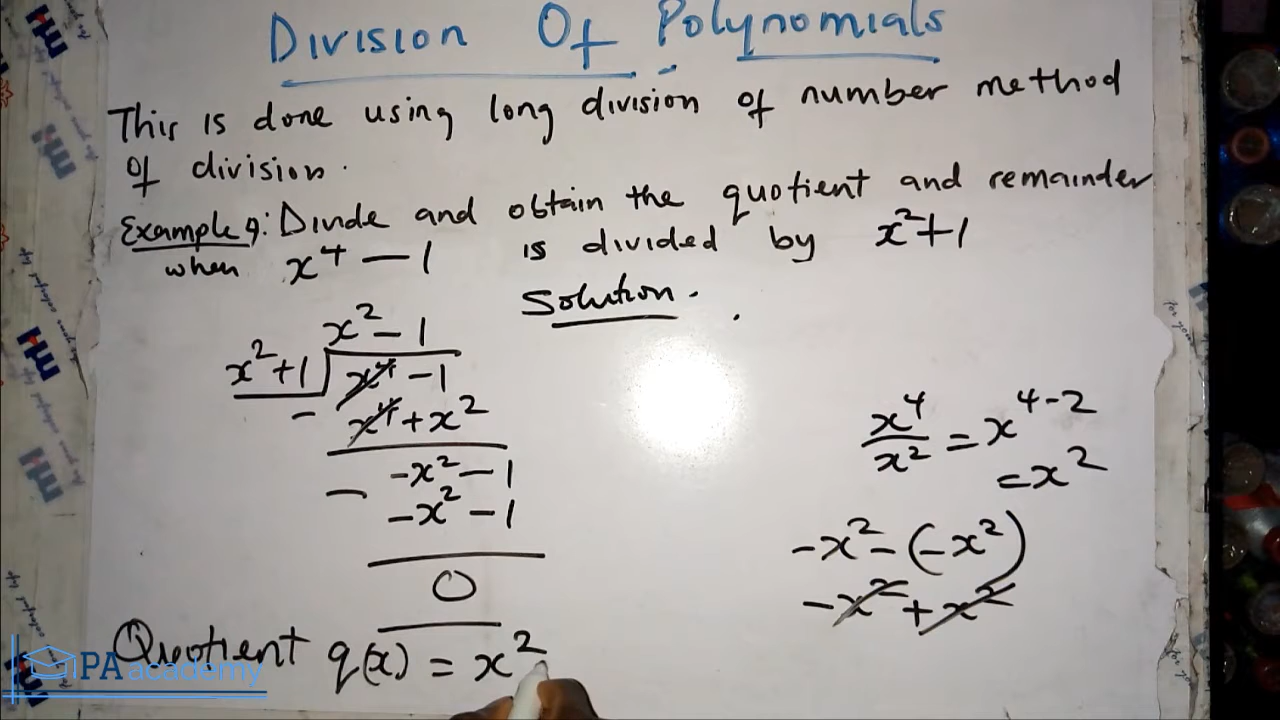 Division Of Polynomials
This is done using long division of number method
of division.
Example 9: Divide and obtain the quotient and remainder
when x⁴ − 1 is divided by x²+1
Solution.
x² − 1
x²+1 x⁴ − 1
− x⁴ + x²
−x² − 1
− −x² − 1
0
x⁴/x² = x⁴⁻²
= x²
−x² − (−x²)
−x² + x²
Quotient q(x) = x²
PA academy